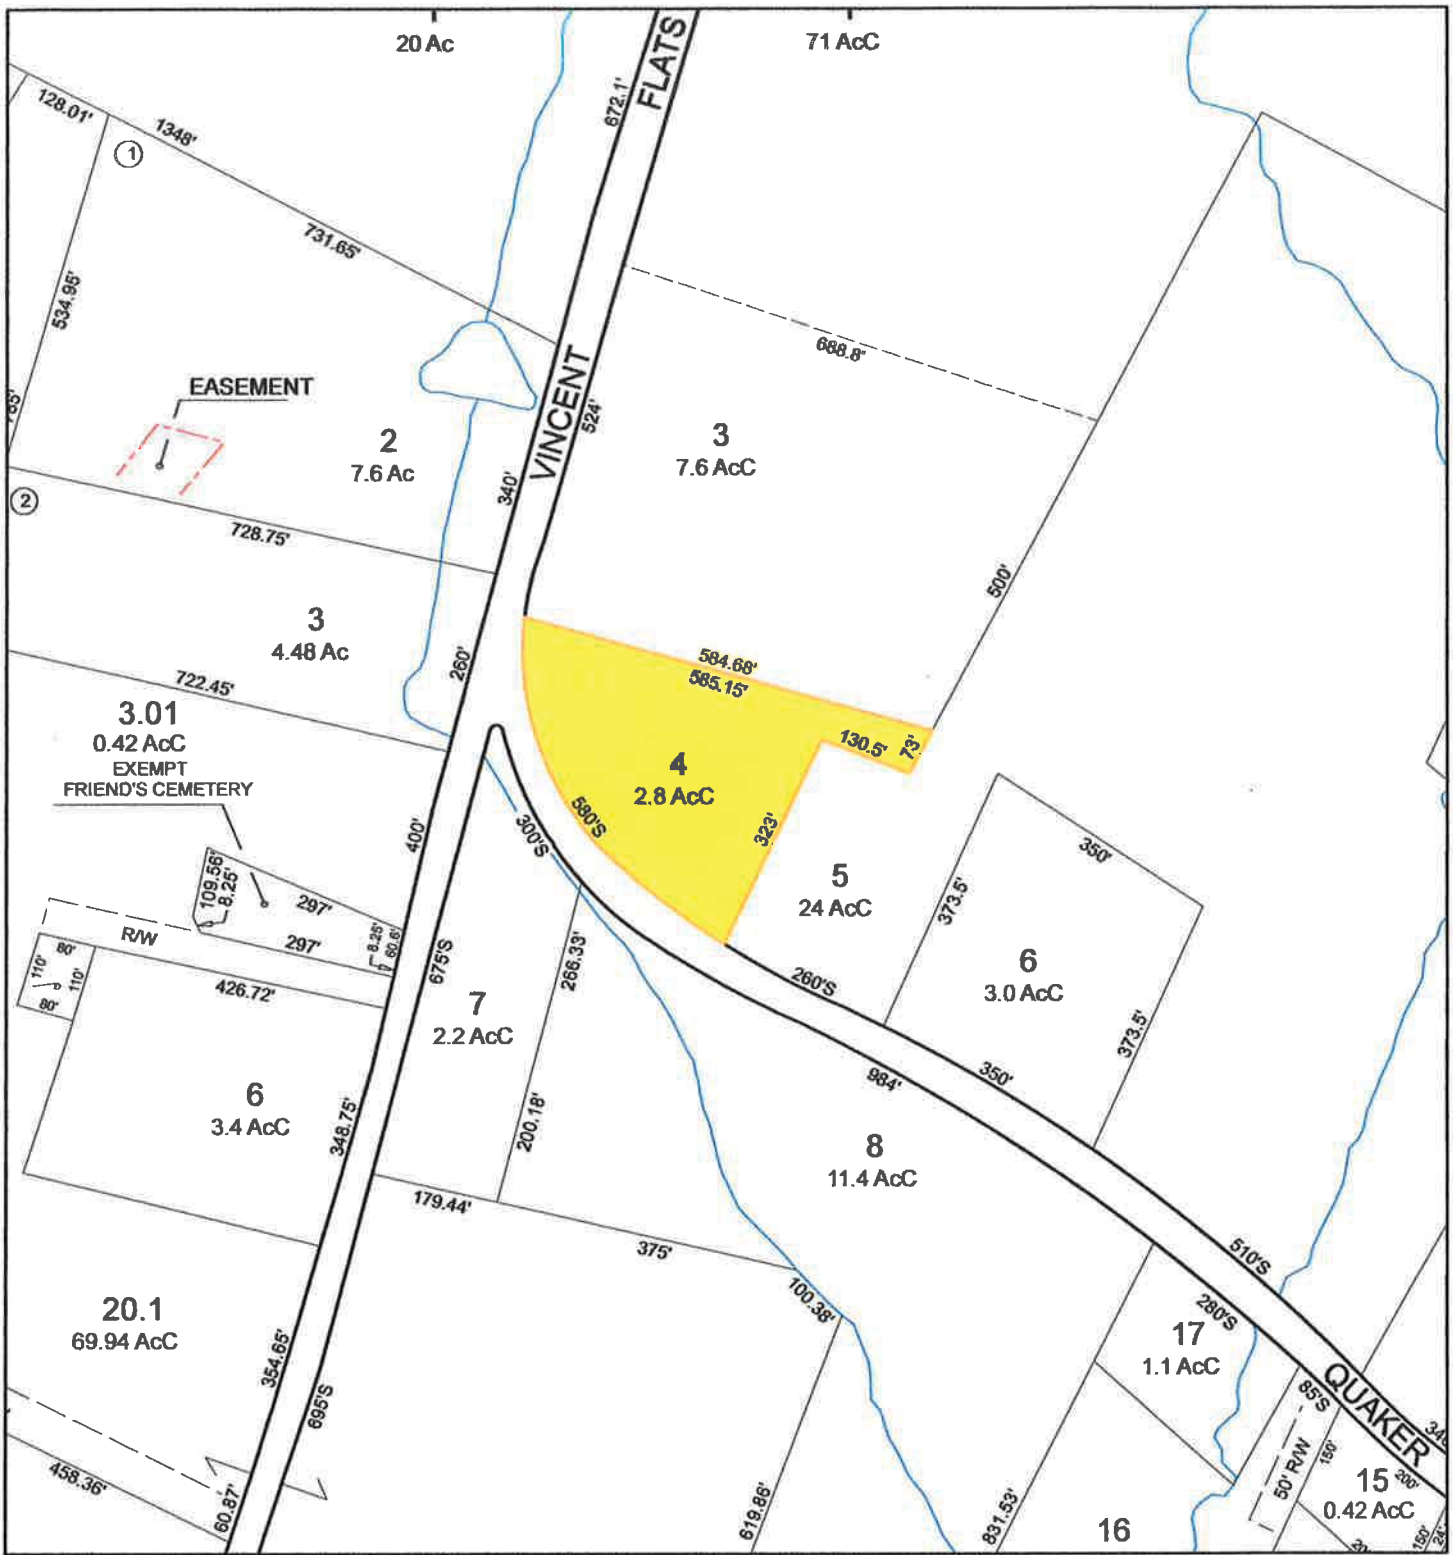 20 Ac
71 AcC
FLATS
672.1'
128.01'
1348'
1
731.65'
534.95'
688.8'
VINCENT
524'
EASEMENT
2
7.6 Ac
3
7.6 AcC
340'
2
728.75'
500'
3
4.48 Ac
260'
722.45'
584.68'
585.15'
130.5'
73'
3.01
0.42 AcC
EXEMPT
FRIEND'S CEMETERY
4
2.8 AcC
580'S
323'
300'S
400'
5
24 AcC
350'
373.5'
109.56'
8.25'
297'
297'
8.25'
60.6'
R/W
80'
110'
110'
80'
426.72'
675'S
266.33'
260'S
6
3.0 AcC
373.5'
7
2.2 AcC
984'
350'
6
3.4 AcC
348.75'
200.18'
8
11.4 AcC
179.44'
375'
510'S
100.38'
280'S
20.1
69.94 AcC
354.65'
17
1.1 AcC
QUAKER
85'S
695'S
458.36'
60.87'
619.86'
831.53'
16
50' R/W
150'
15
0.42 AcC
200'
150'